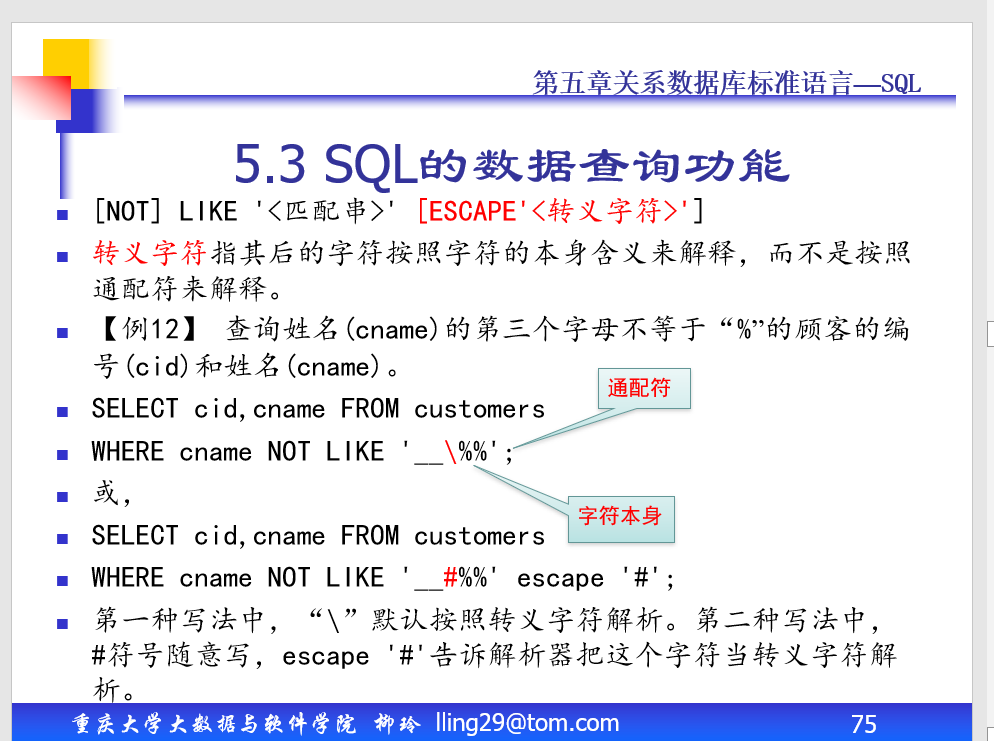 第五章关系数据库标准语言—SQL
5.3 SQL的数据查询功能
[NOT] LIKE '<匹配串>' [ESCAPE'<转义字符>']
转义字符指其后的字符按照字符的本身含义来解释，而不是按照
通配符来解释。
【例12】 查询姓名(cname)的第三个字母不等于“%”的顾客的编
号(cid)和姓名(cname)。
通配符
SELECT cid,cname FROM customers
WHERE cname NOT LIKE '__\%%';
或，
字符本身
SELECT cid,cname FROM customers
WHERE cname NOT LIKE '__#%%' escape '#';
第一种写法中，“\”默认按照转义字符解析。第二种写法中，
#符号随意写，escape '#'告诉解析器把这个字符当转义字符解
析。
重庆大学大数据与软件学院 柳玲 lling29@tom.com 75